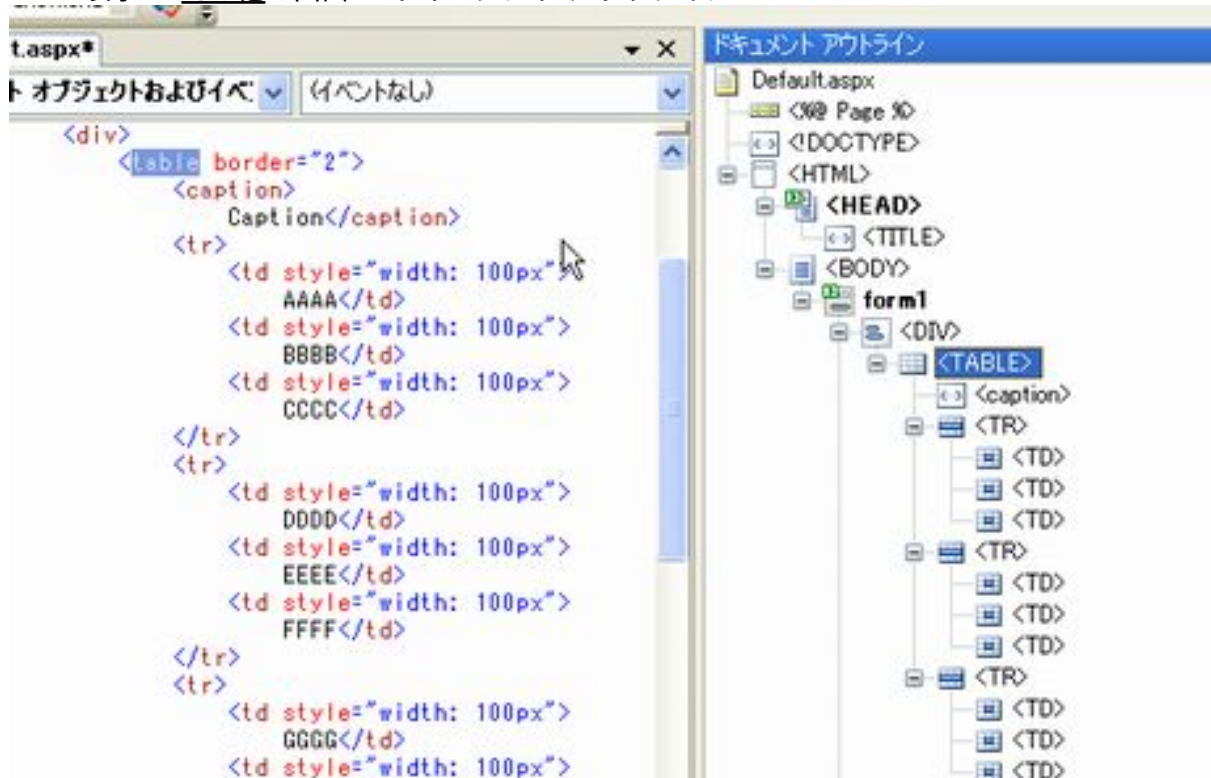 t.aspx*
ト オブジェクトおよびイベ
(イベントなし)
<div>
<table border="2">
<caption>
Caption</caption>
<tr>
<td style="width: 100px">
AAAA</td>
<td style="width: 100px">
BBBB</td>
<td style="width: 100px">
CCCC</td>
</tr>
<tr>
<td style="width: 100px">
DDDD</td>
<td style="width: 100px">
EEEE</td>
<td style="width: 100px">
FFFF</td>
</tr>
<tr>
<td style="width: 100px">
GGGG</td>
<td style="width: 100px">
ドキュメント アウトライン
Default.aspx
<%@ Page %>
<!DOCTYPE>
<HTML>
<HEAD>
<TITLE>
<BODY>
form1
<DIV>
<TABLE>
<caption>
<TR>
<TD>
<TD>
<TD>
<TR>
<TD>
<TD>
<TD>
<TR>
<TD>
<TD>
<TD>